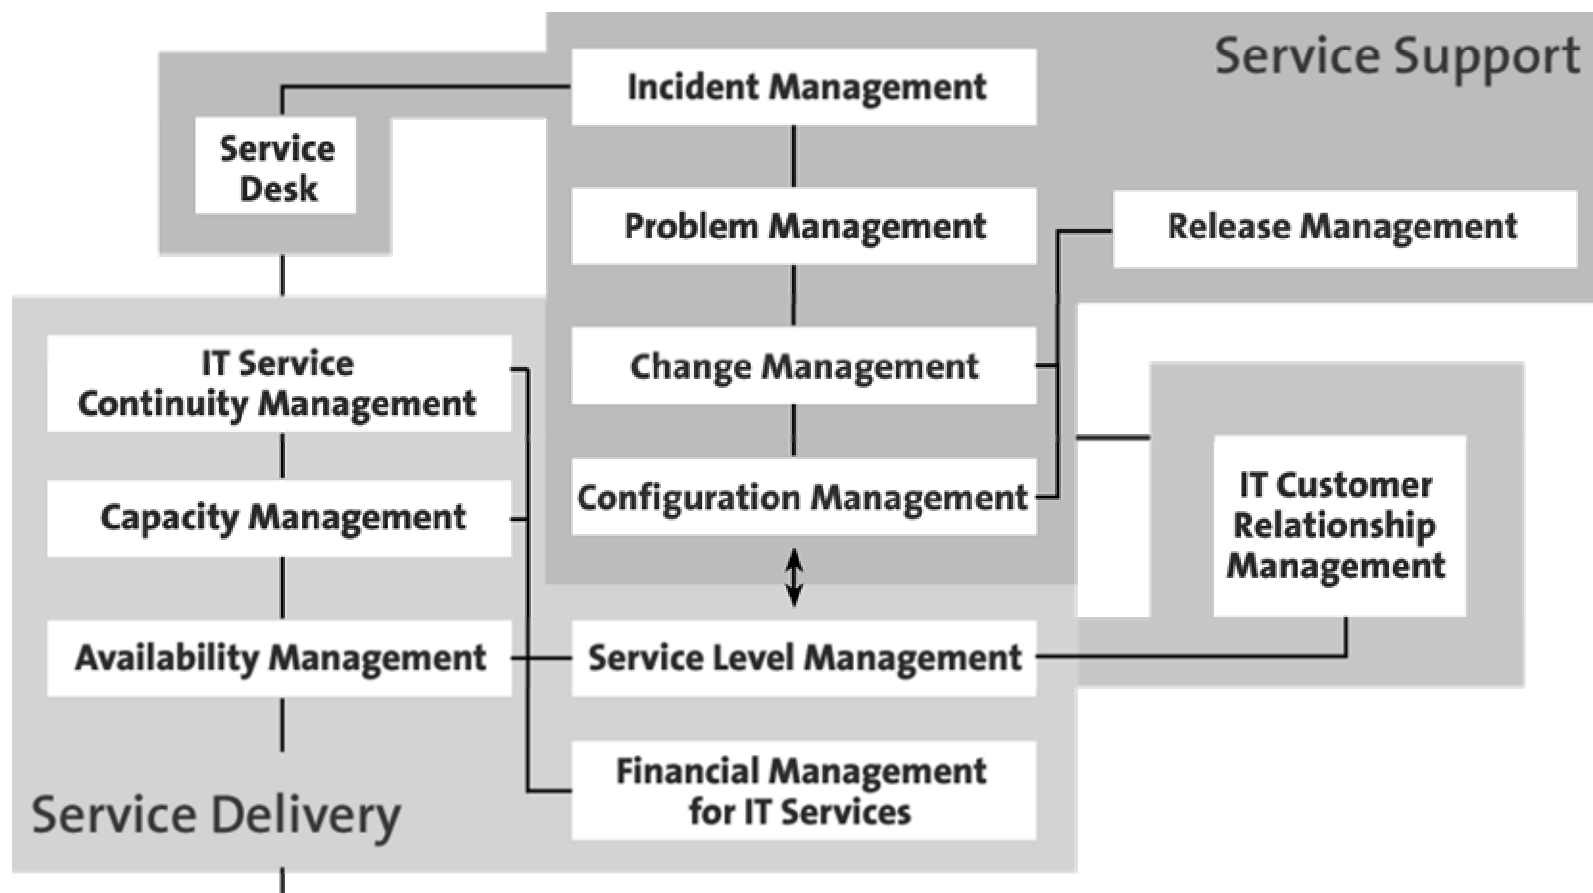 Service Support
Incident Management
Service
Desk
Problem Management
Release Management
Change Management
Configuration Management
IT Service
Continuity Management
Capacity Management
Availability Management
IT Customer
Relationship
Management
Service Level Management
Financial Management
for IT Services
Service Delivery